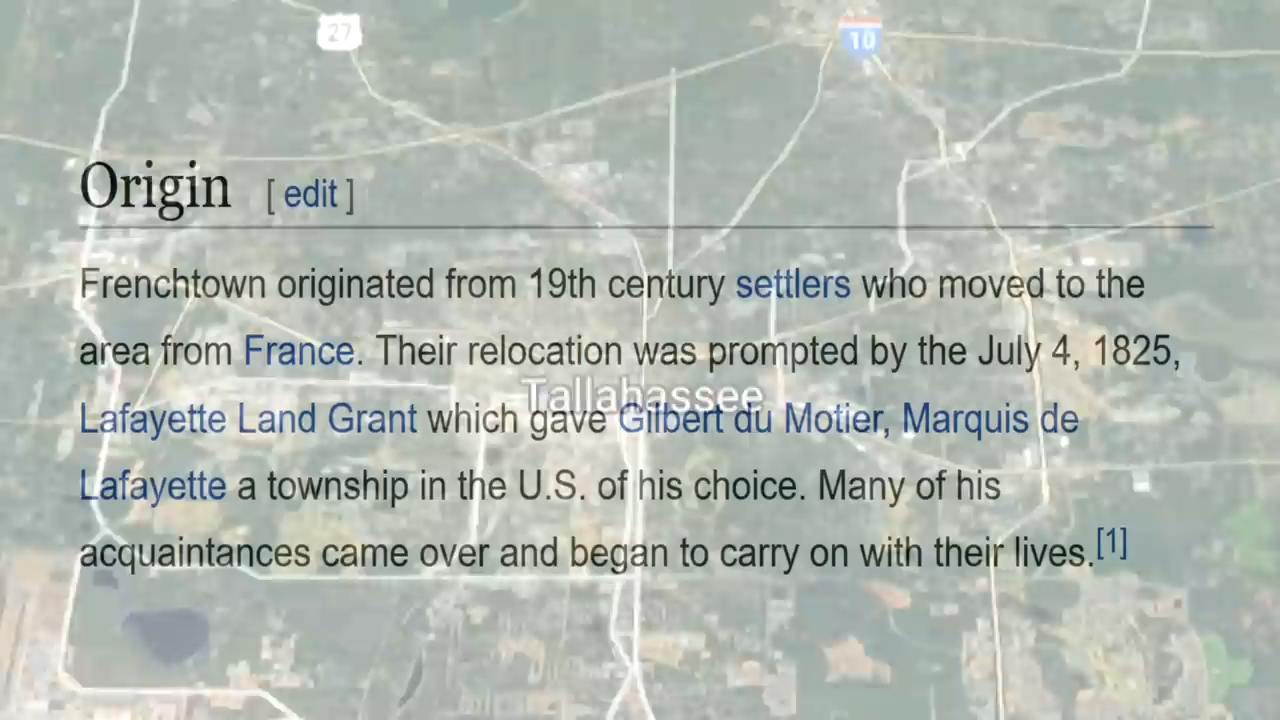 27
10
Origin [ edit ]
Frenchtown originated from 19th century settlers who moved to the
area from France. Their relocation was prompted by the July 4, 1825,
Tallahassee
Lafayette Land Grant which gave Gilbert du Motier, Marquis de
Lafayette a township in the U.S. of his choice. Many of his
acquaintances came over and began to carry on with their lives.[1]